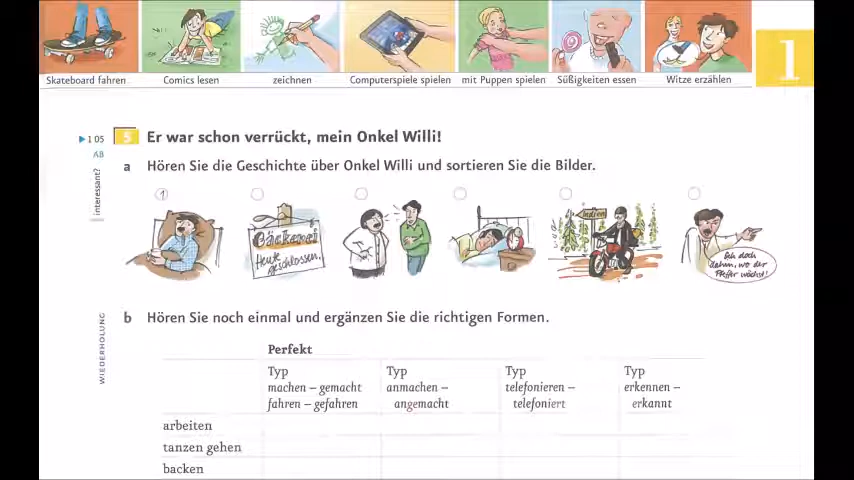 Skateboard fahren
Comics lesen
zeichnen
Computerspiele spielen
mit Puppen spielen
Süßigkeiten essen
Witze erzählen
1
▶ 1 05
5
Er war schon verrückt, mein Onkel Willi!
AB
a
Hören Sie die Geschichte über Onkel Willi und sortieren Sie die Bilder.
interessant?
1
Bäckerei
Heute
geschlossen.
Indien
Geh doch
dahin, wo der
Pfeffer wächst!
b
Hören Sie noch einmal und ergänzen Sie die richtigen Formen.
WIEDERHOLUNG
Perfekt
Typ
machen – gemacht
fahren – gefahren
Typ
anmachen –
angemacht
Typ
telefonieren –
telefoniert
Typ
erkennen –
erkannt
arbeiten
tanzen gehen
backen